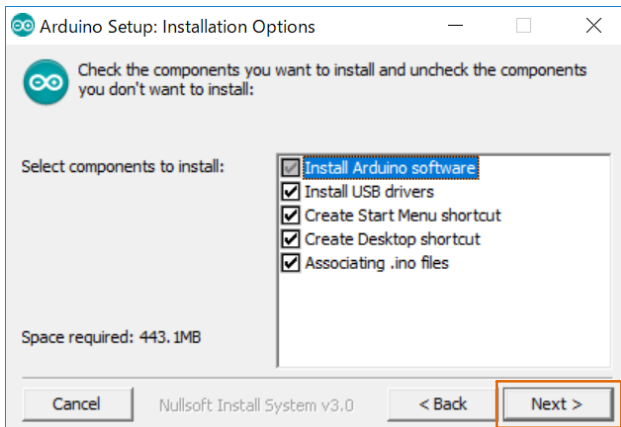 Arduino Setup: Installation Options
Check the components you want to install and uncheck the components
you don't want to install:
Select components to install:
Install Arduino software
Install USB drivers
Create Start Menu shortcut
Create Desktop shortcut
Associating .ino files
Space required: 443.1MB
Cancel
Nullsoft Install System v3.0
< Back
Next >